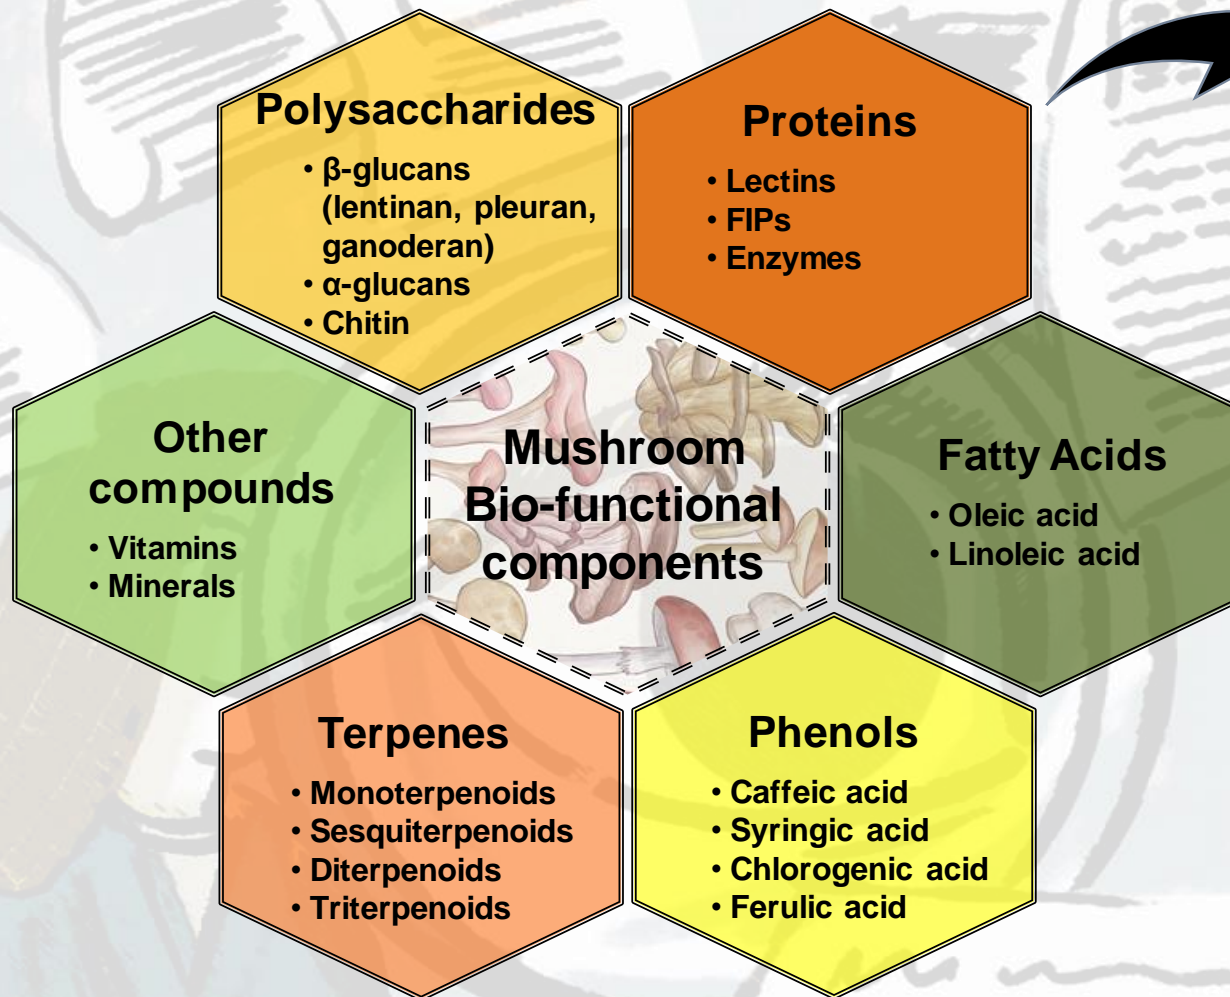 Polysaccharides
• β-glucans
(lentinan, pleuran,
ganoderan)
• α-glucans
• Chitin
Proteins
• Lectins
• FIPs
• Enzymes
Other
compounds
• Vitamins
• Minerals
Mushroom
Bio-functional
components
Fatty Acids
• Oleic acid
• Linoleic acid
Terpenes
• Monoterpenoids
• Sesquiterpenoids
• Diterpenoids
• Triterpenoids
Phenols
• Caffeic acid
• Syringic acid
• Chlorogenic acid
• Ferulic acid